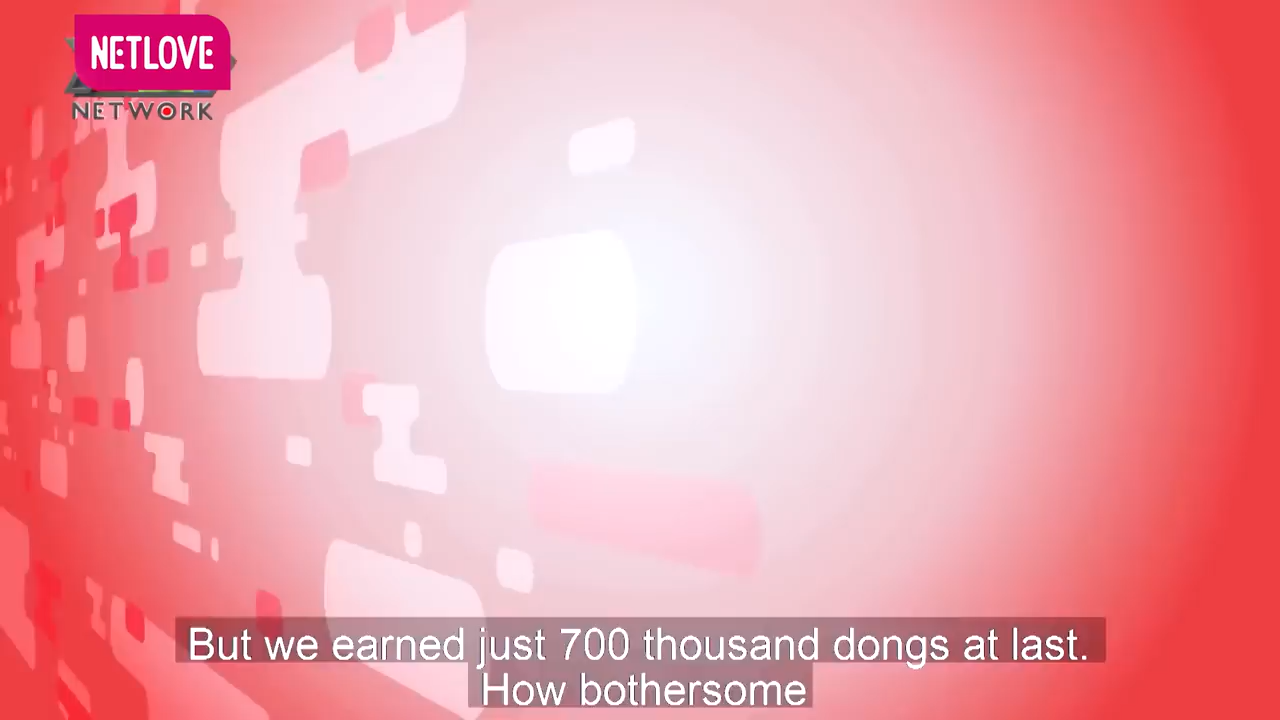 NETLOVE
NETWORK
But we earned just 700 thousand dongs at last.
How bothersome